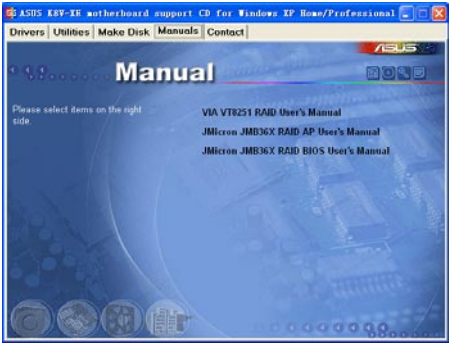 ASUS K8V-XE motherboard support CD for Windows XP Home/Professional
Drivers Utilities Make Disk Manuals Contact
ASUS
Manual
Please select items on the right
side.
VIA VT8251 RAID User's Manual
JMicron JMB36X RAID AP User's Manual
JMicron JMB36X RAID BIOS User's Manual